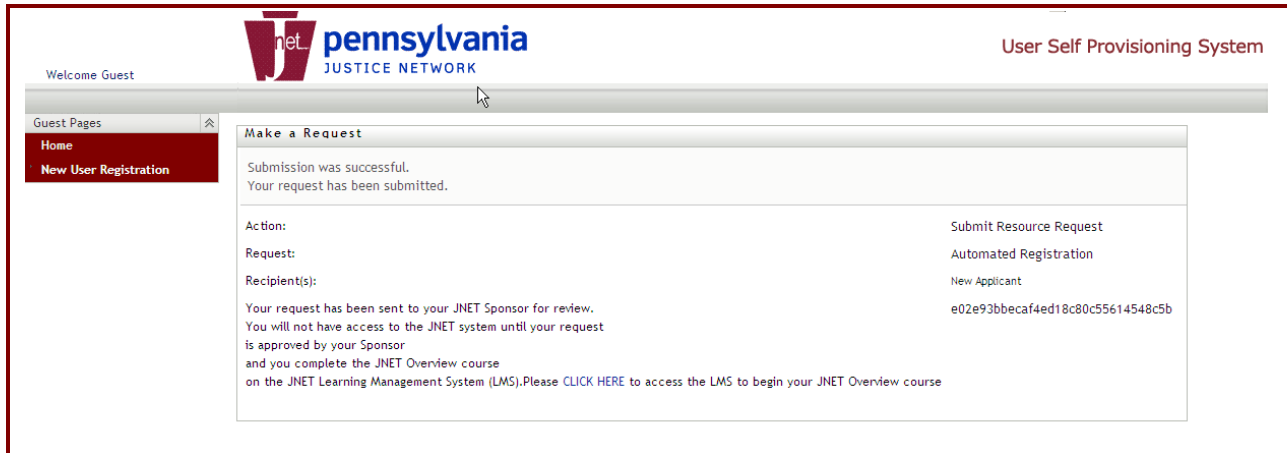 Jnet
pennsylvania
JUSTICE NETWORK
User Self Provisioning System
Welcome Guest
Guest Pages
Home
New User Registration
Make a Request
Submission was successful.
Your request has been submitted.
Action: Submit Resource Request
Request: Automated Registration
Recipient(s): New Applicant
Your request has been sent to your JNET Sponsor for review. e02e93bbecaf4ed18c80c55614548c5b
You will not have access to the JNET system until your request
is approved by your Sponsor
and you complete the JNET Overview course
on the JNET Learning Management System (LMS).Please CLICK HERE to access the LMS to begin your JNET Overview course